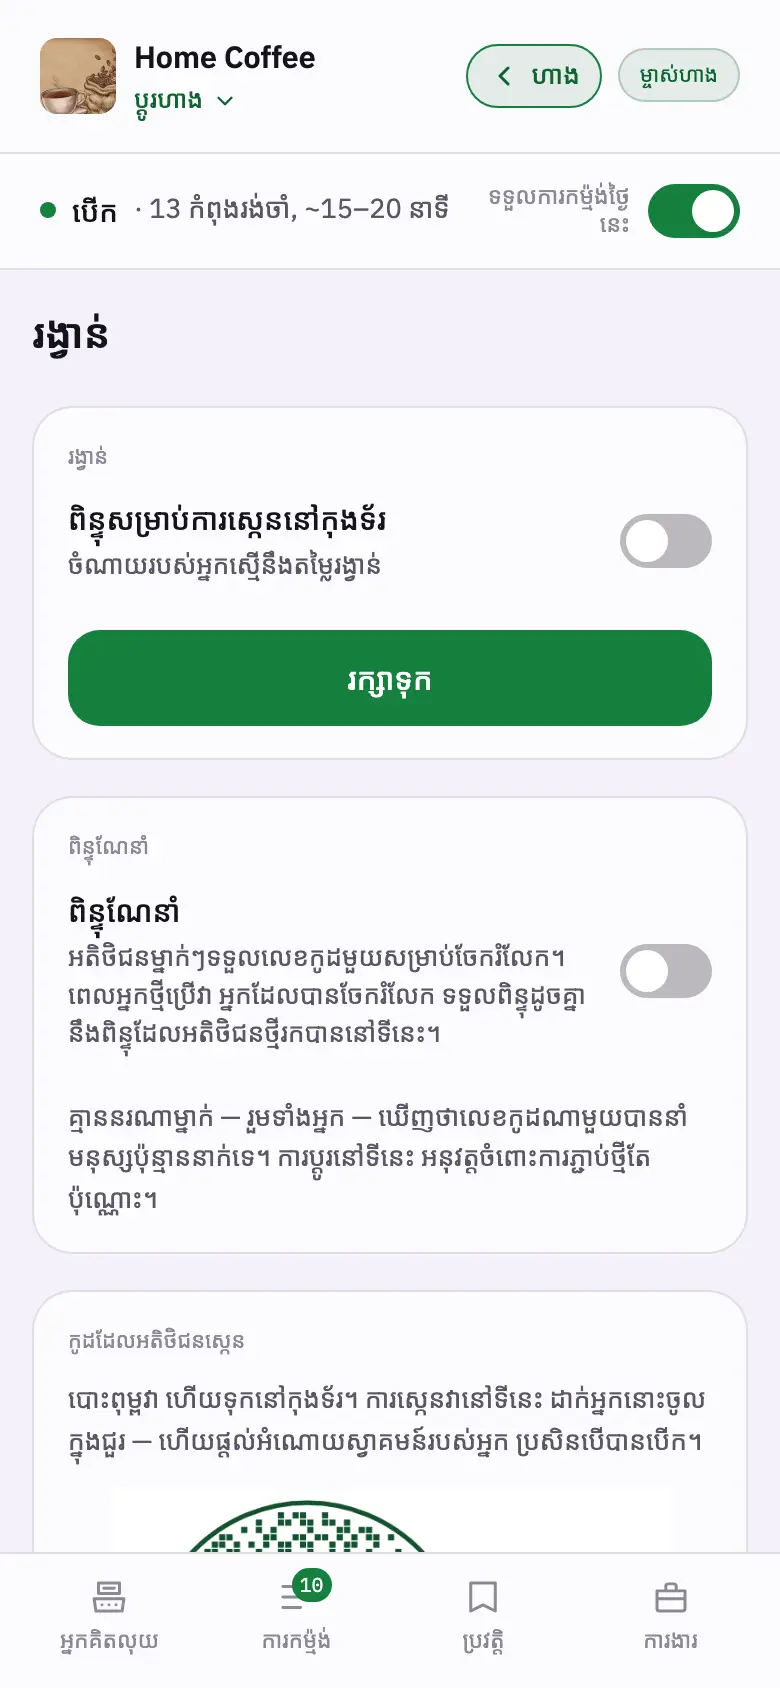 Home Coffee
ប្ដូរហាង
ហាង
ម្ចាស់ហាង
បើក · 13 កំពុងរង់ចាំ, ~15–20 នាទី
ទទួលការកម្ម៉ង់ថ្ងៃ
នេះ
រង្វាន់
រង្វាន់
ពិន្ទុសម្រាប់ការស្កេននៅកុងទ័រ
ចំណាយរបស់អ្នកស្មើនឹងតម្លៃរង្វាន់
រក្សាទុក
ពិន្ទុណែនាំ
ពិន្ទុណែនាំ
អតិថិជនម្នាក់ៗទទួលលេខកូដមួយសម្រាប់ចែករំលែក។
ពេលអ្នកថ្មីប្រើវា អ្នកដែលបានចែករំលែក ទទួលពិន្ទុដូចគ្នា
នឹងពិន្ទុដែលអតិថិជនថ្មីរកបាននៅទីនេះ។
គ្មាននរណាម្នាក់ — រួមទាំងអ្នក — ឃើញថាលេខកូដណាមួយបាននាំ
មនុស្សប៉ុន្មាននាក់ទេ។ ការប្ដូរនៅទីនេះ អនុវត្តចំពោះការភ្ជាប់ថ្មីតែ
ប៉ុណ្ណោះ។
កូដដែលអតិថិជនស្កេន
បោះពុម្ពវា ហើយទុកនៅកុងទ័រ។ ការស្កេនវានៅទីនេះ ដាក់អ្នកនោះចូល
ក្នុងជួរ — ហើយផ្ដល់អំណោយស្វាគមន៍របស់អ្នក ប្រសិនបើបានបើក។
10
អ្នកគិតលុយ
ការកម្ម៉ង់
ប្រវត្តិ
ការងារ